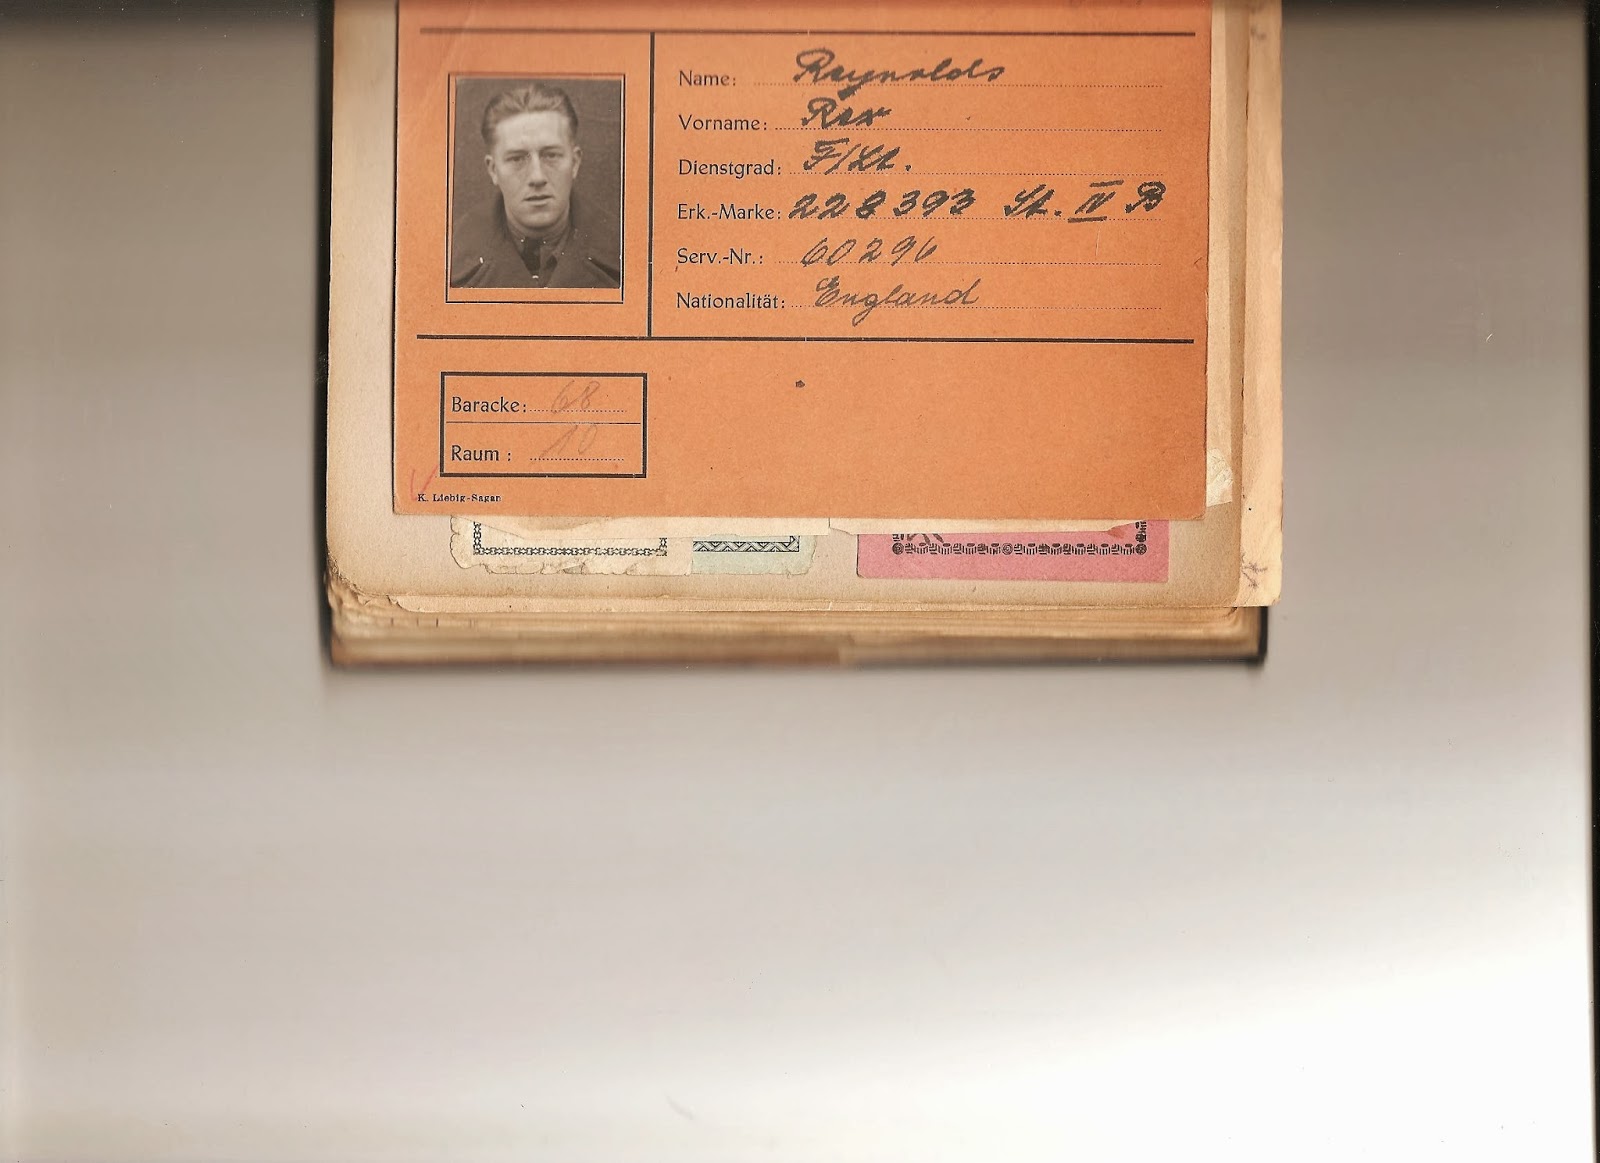 Name: Reynolds
Vorname: Rex
Dienstgrad: F/Lt.
Erk.-Marke: 228393 St. IV B
Serv.-Nr.: 60296
Nationalität: England
Baracke: 68
Raum : 10
K. Liebig-Sagan